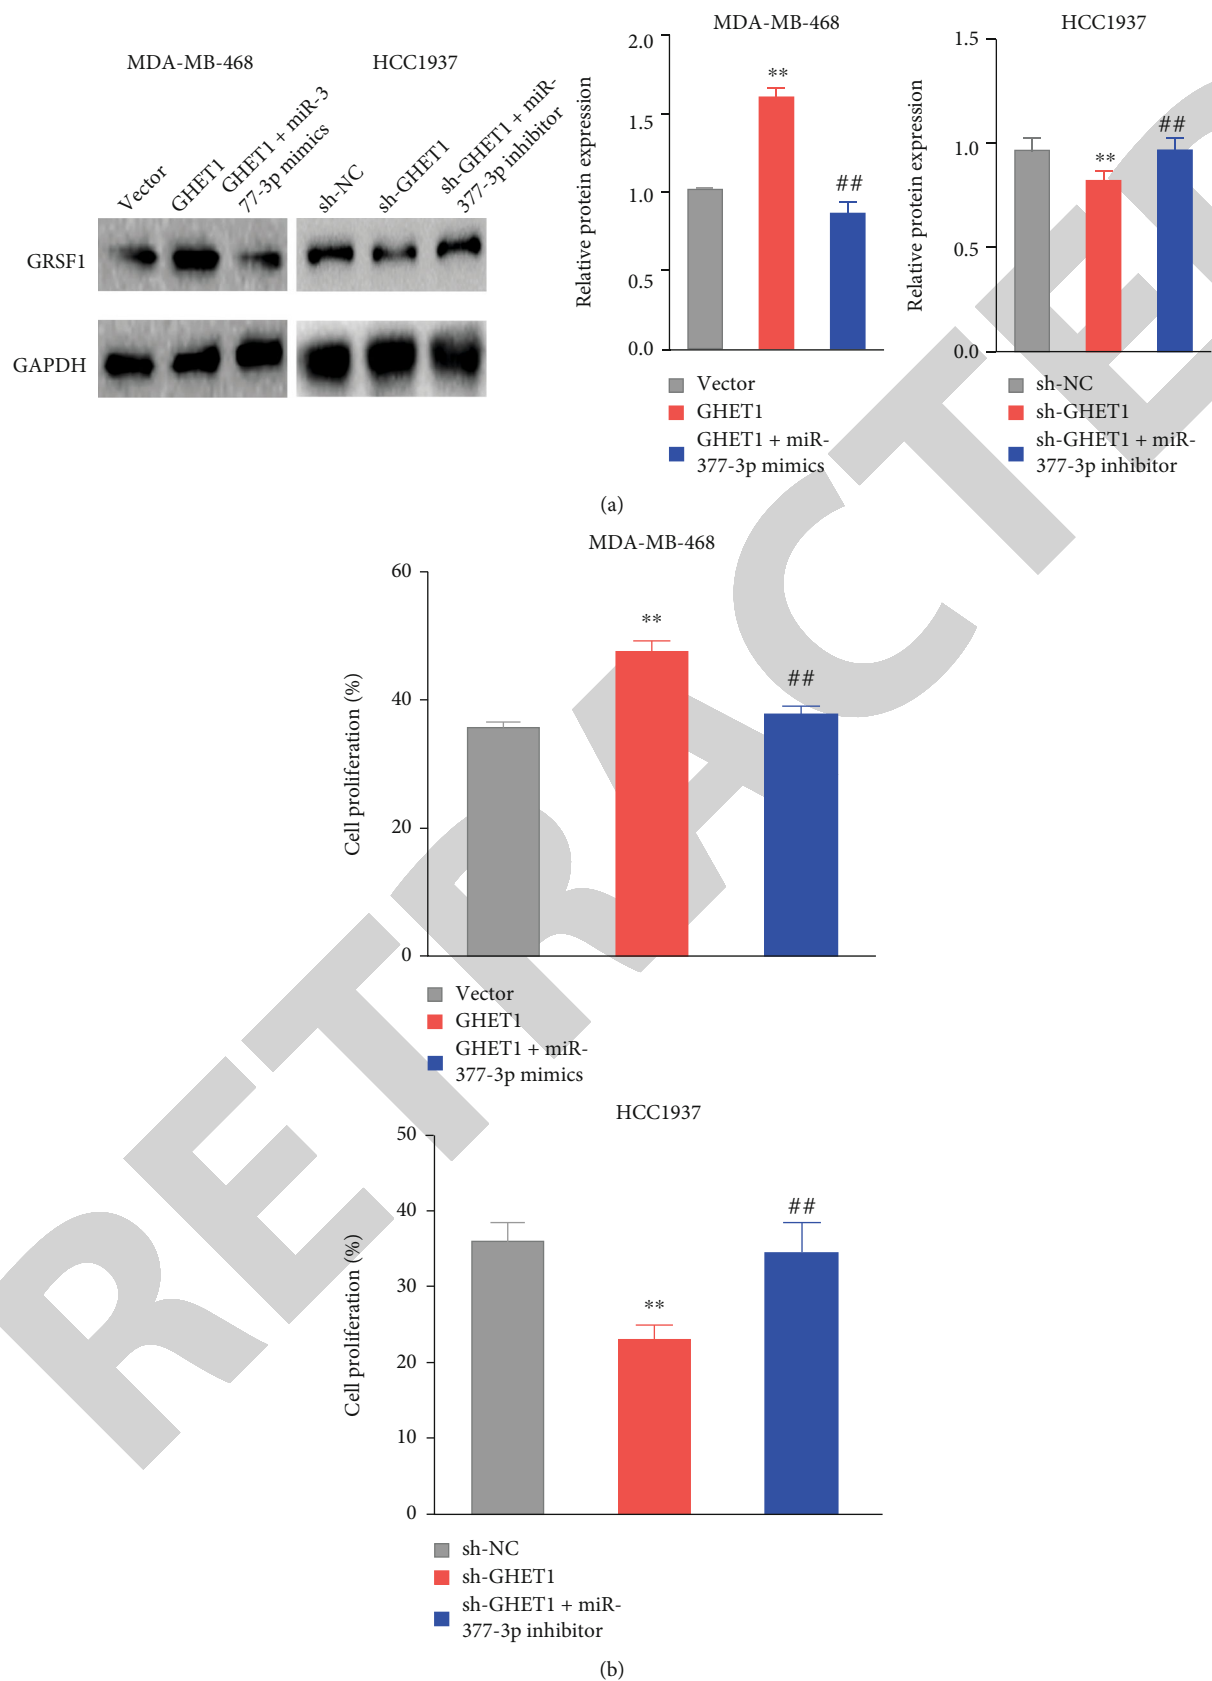 MDA-MB-468
HCC1937
Vector
GHET1
GHET1 + miR-3
77-3p mimics
sh-NC
sh-GHET1
sh-GHET1 + miR-
377-3p inhibitor
GRSF1
GAPDH
MDA-MB-468
Relative protein expression
2.0
1.5
1.0
0.5
0.0
**
##
Vector
GHET1
GHET1 + miR-
377-3p mimics
HCC1937
Relative protein expression
1.5
1.0
0.5
0.0
**
##
sh-NC
sh-GHET1
sh-GHET1 + miR-
377-3p inhibitor
(a)
MDA-MB-468
Cell proliferation (%)
60
40
20
0
**
##
Vector
GHET1
GHET1 + miR-
377-3p mimics
HCC1937
Cell proliferation (%)
50
40
30
20
10
0
**
##
sh-NC
sh-GHET1
sh-GHET1 + miR-
377-3p inhibitor
(b)
RETRACTED